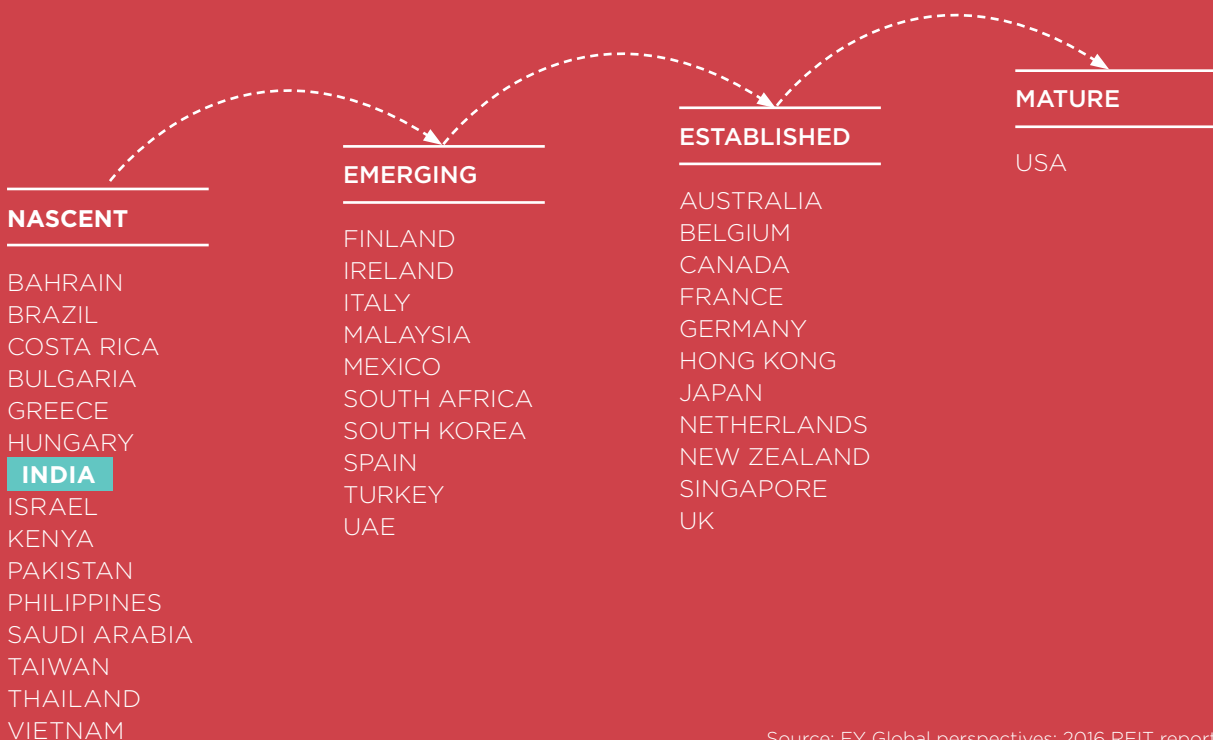 NASCENT
BAHRAIN
BRAZIL
COSTA RICA
BULGARIA
GREECE
HUNGARY
INDIA
ISRAEL
KENYA
PAKISTAN
PHILIPPINES
SAUDI ARABIA
TAIWAN
THAILAND
VIETNAM
EMERGING
FINLAND
IRELAND
ITALY
MALAYSIA
MEXICO
SOUTH AFRICA
SOUTH KOREA
SPAIN
TURKEY
UAE
ESTABLISHED
AUSTRALIA
BELGIUM
CANADA
FRANCE
GERMANY
HONG KONG
JAPAN
NETHERLANDS
NEW ZEALAND
SINGAPORE
UK
MATURE
USA
Source: EY Global perspectives: 2016 REIT report